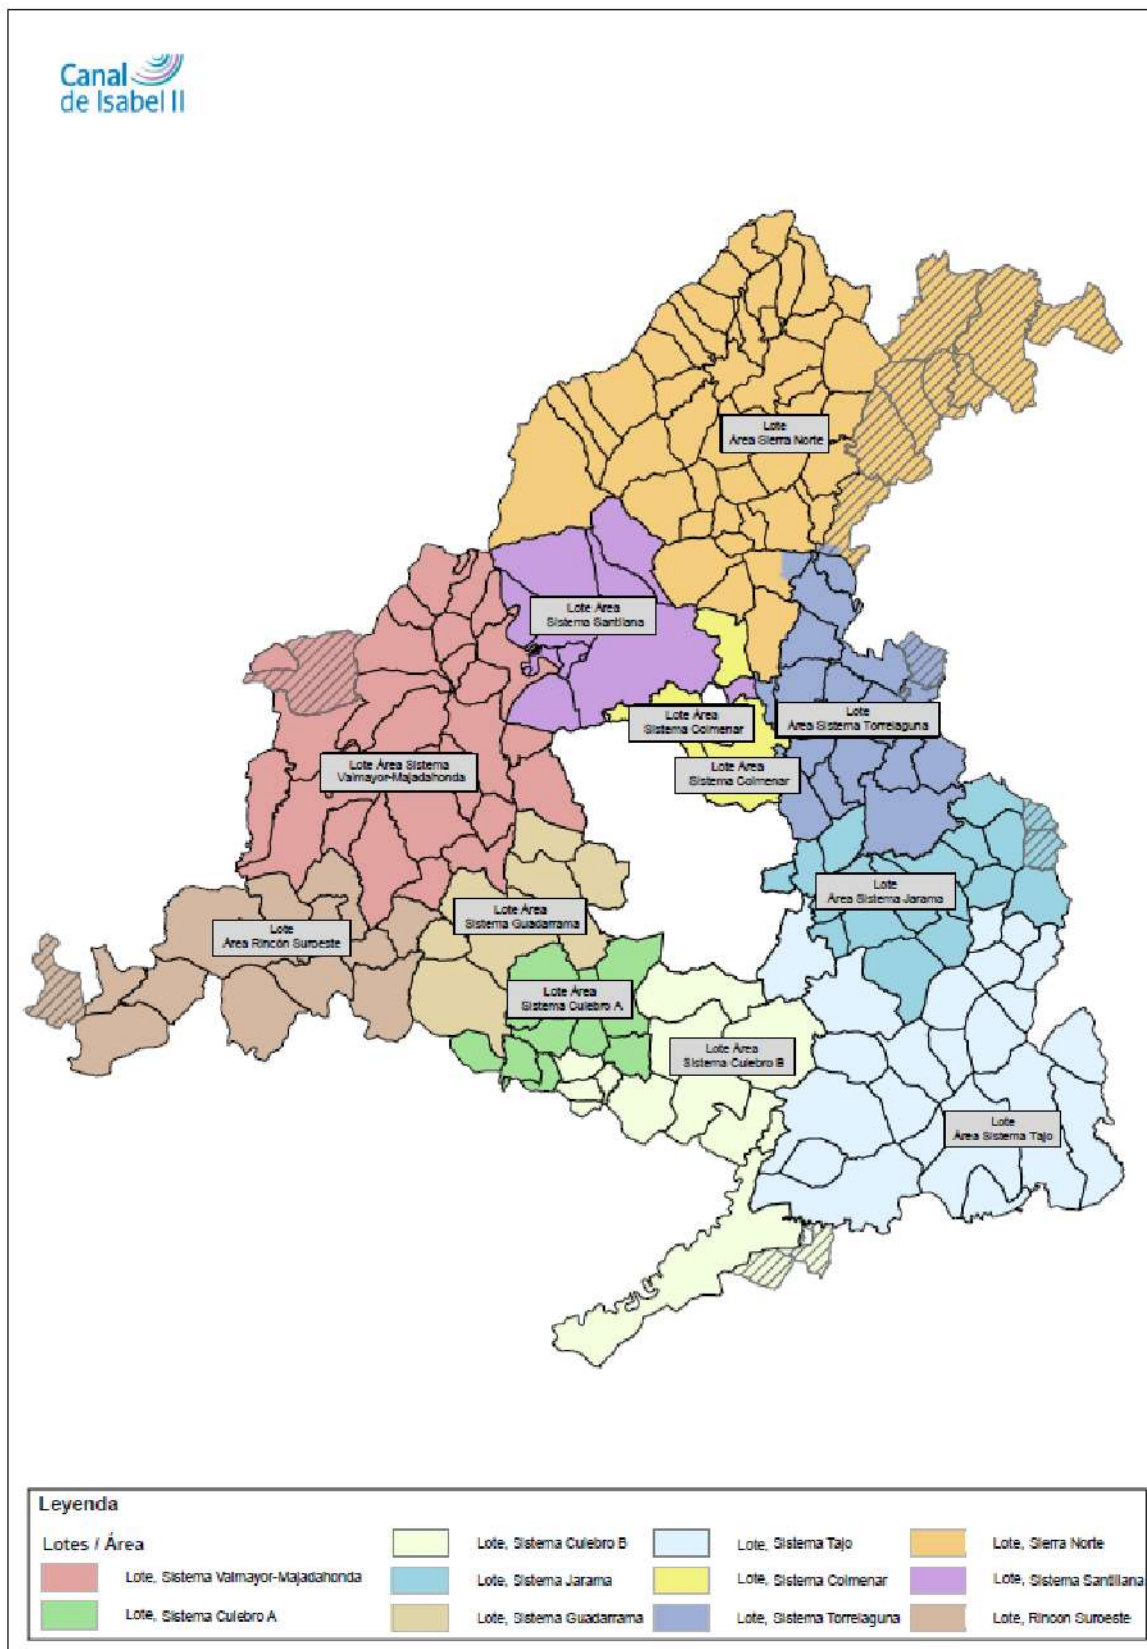 Canal
de Isabel II
Lote
Área Sierra Norte
Lote Área
Sistema Santillana
Lote Área
Sistema Colmenar
Lote
Área Sistema Torrelaguna
Lote Área Sistema
Valmayor-Majadahonda
Lote Área
Sistema Colmenar
Lote
Área Sistema Jarama
Lote Área
Sistema Guadarrama
Lote
Área Rincón Suroeste
Lote Área
Sistema Culebro A
Lote Área
Sistema Culebro B
Lote
Área Sistema Tajo
Leyenda
Lotes / Área
Lote, Sistema Valmayor-Majadahonda
Lote, Sistema Culebro A
Lote, Sistema Culebro B
Lote, Sistema Jarama
Lote, Sistema Guadarrama
Lote, Sistema Tajo
Lote, Sistema Colmenar
Lote, Sistema Torrelaguna
Lote, Sierra Norte
Lote, Sistema Santillana
Lote, Rincon Suroeste